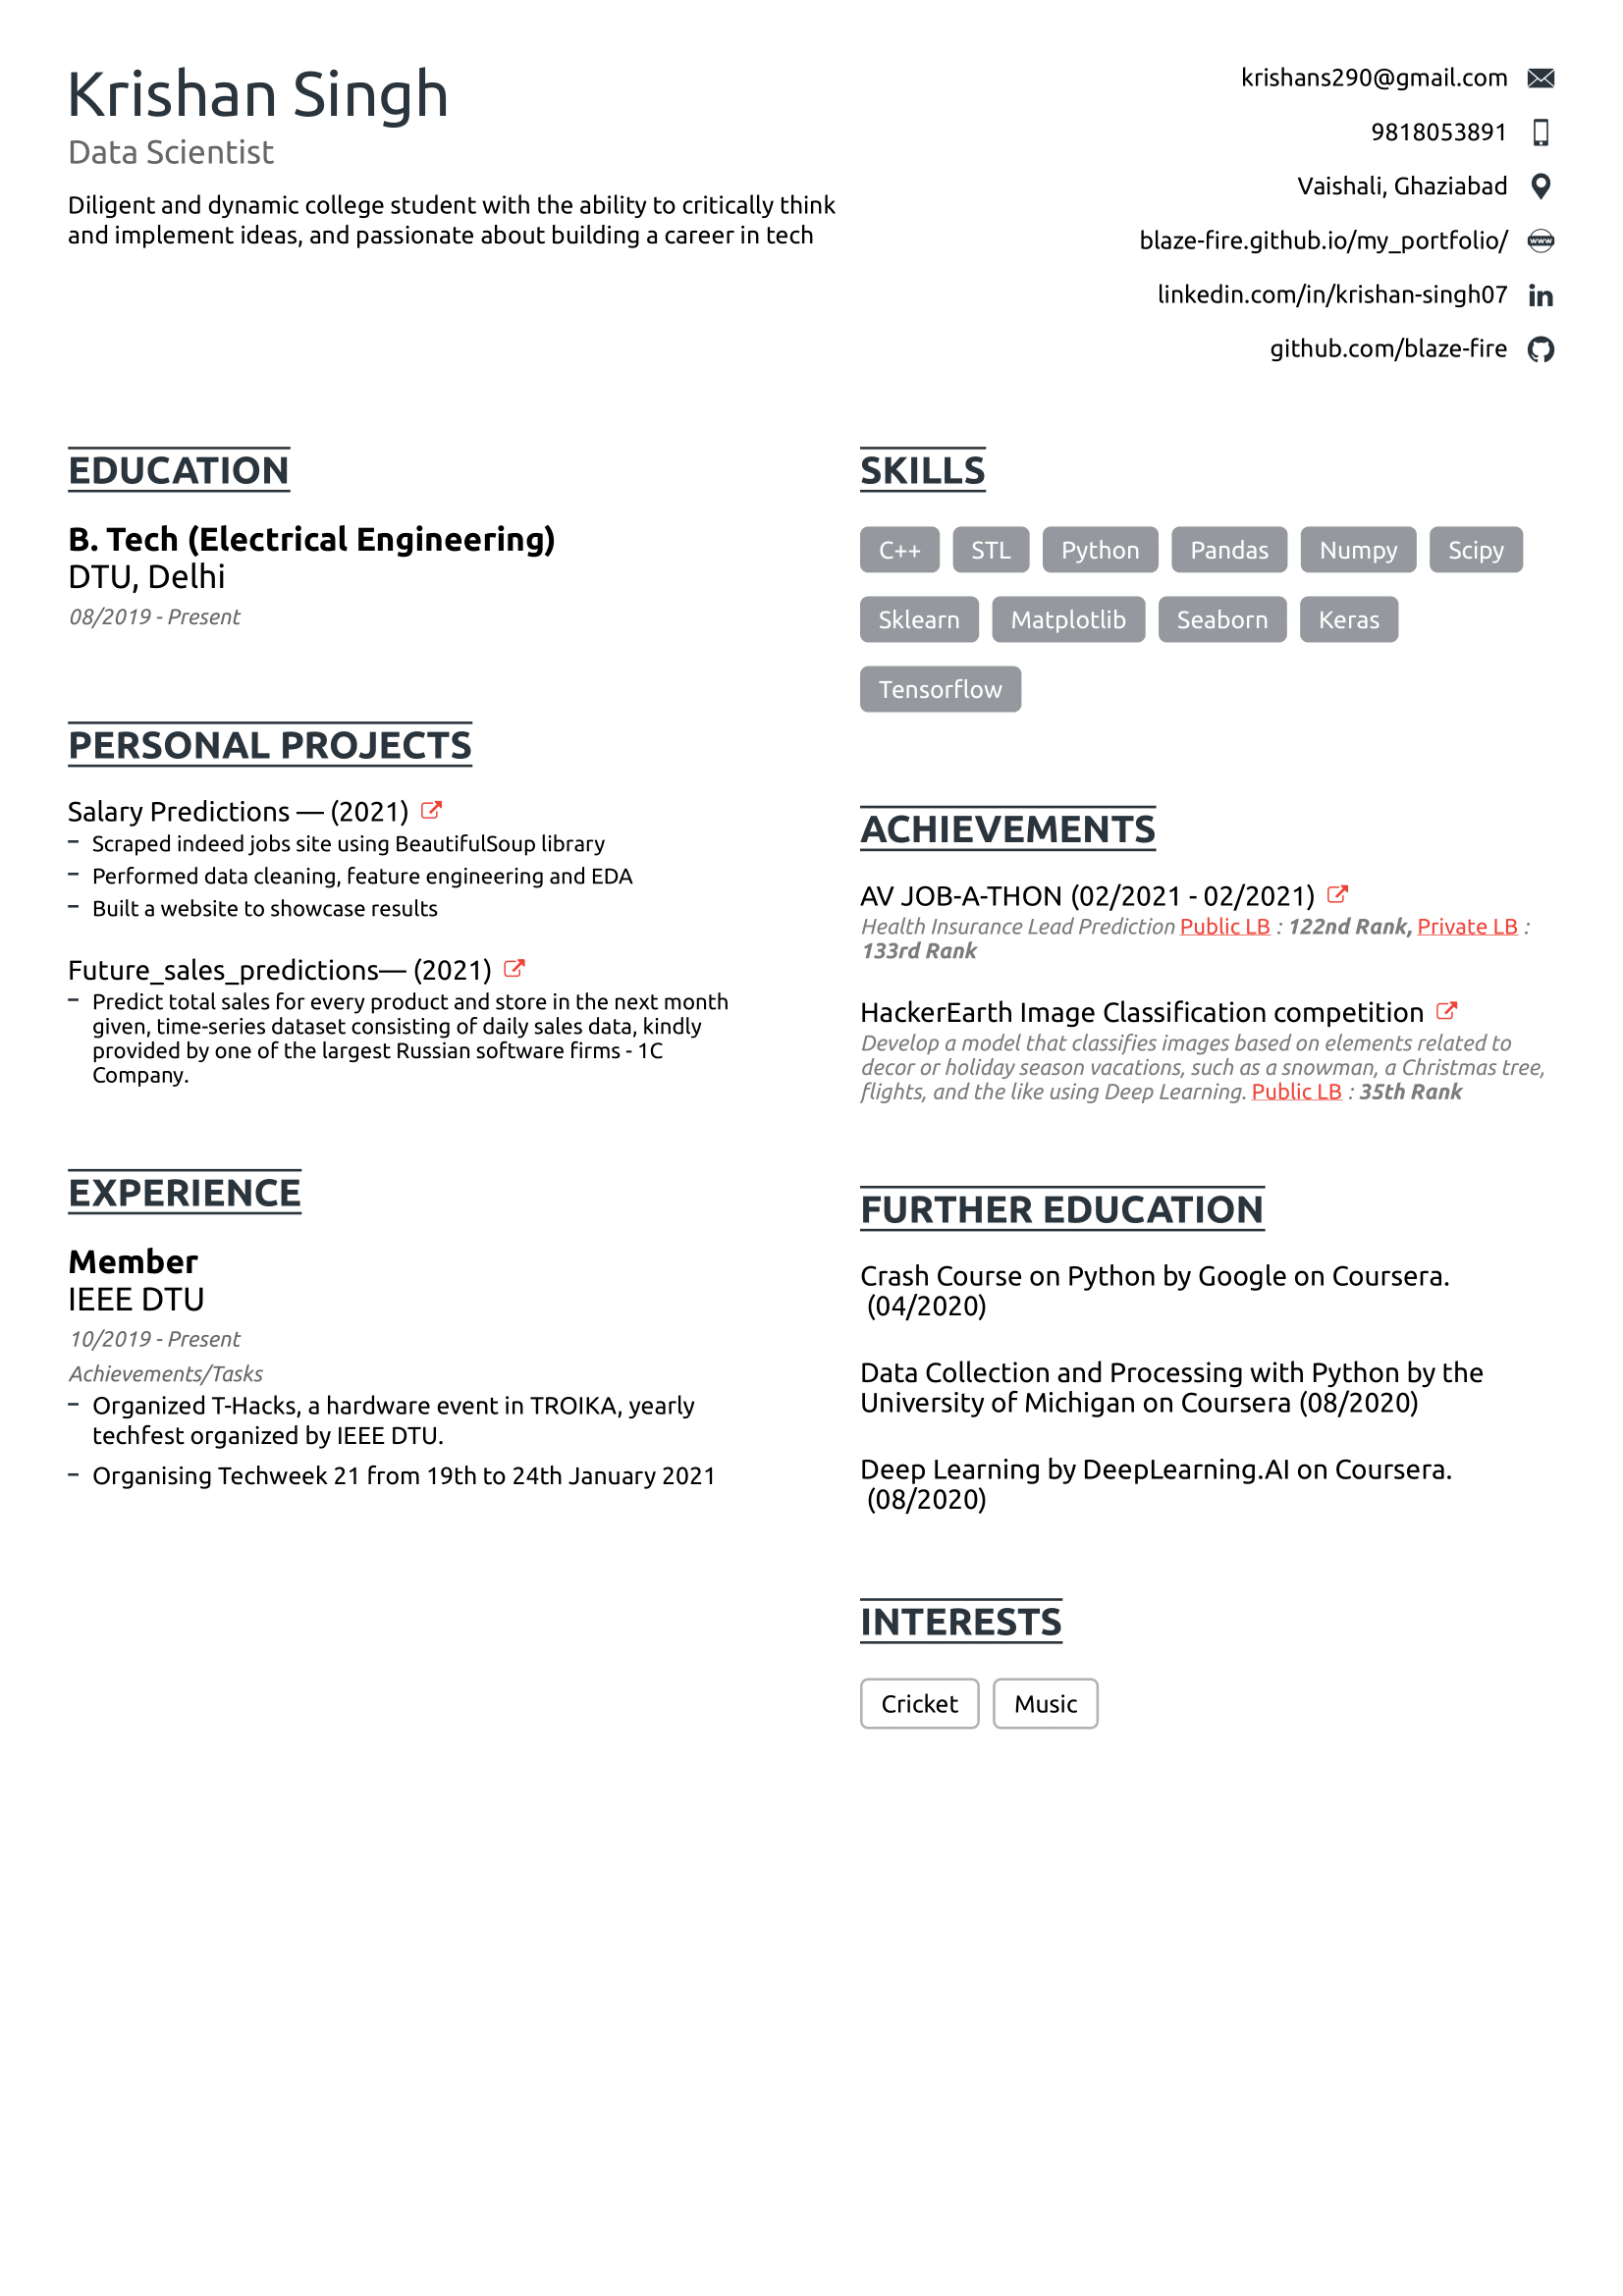 Krishan Singh
Data Scientist
Diligent and dynamic college student with the ability to critically think
and implement ideas, and passionate about building a career in tech
krishans290@gmail.com
9818053891
Vaishali, Ghaziabad
blaze-fire.github.io/my_portfolio/
linkedin.com/in/krishan-singh07
github.com/blaze-fire
EDUCATION
B. Tech (Electrical Engineering)
DTU, Delhi
08/2019 - Present
PERSONAL PROJECTS
Salary Predictions — (2021)
– Scraped indeed jobs site using BeautifulSoup library
– Performed data cleaning, feature engineering and EDA
– Built a website to showcase results
Future_sales_predictions— (2021)
– Predict total sales for every product and store in the next month
given, time-series dataset consisting of daily sales data, kindly
provided by one of the largest Russian software firms - 1C
Company.
EXPERIENCE
Member
IEEE DTU
10/2019 - Present
Achievements/Tasks
– Organized T-Hacks, a hardware event in TROIKA, yearly
techfest organized by IEEE DTU.
– Organising Techweek 21 from 19th to 24th January 2021
SKILLS
C++ STL Python Pandas Numpy Scipy
Sklearn Matplotlib Seaborn Keras
Tensorflow
ACHIEVEMENTS
AV JOB-A-THON (02/2021 - 02/2021)
Health Insurance Lead Prediction Public LB : 122nd Rank, Private LB :
133rd Rank
HackerEarth Image Classification competition
Develop a model that classifies images based on elements related to
decor or holiday season vacations, such as a snowman, a Christmas tree,
flights, and the like using Deep Learning. Public LB : 35th Rank
FURTHER EDUCATION
Crash Course on Python by Google on Coursera.
(04/2020)
Data Collection and Processing with Python by the
University of Michigan on Coursera (08/2020)
Deep Learning by DeepLearning.AI on Coursera.
(08/2020)
INTERESTS
Cricket Music